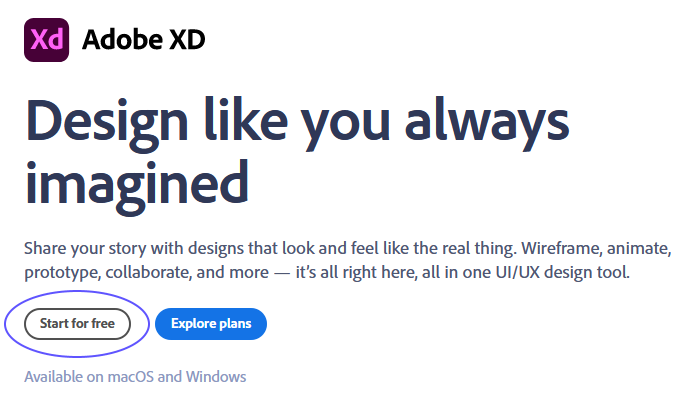 Xd Adobe XD
Design like you always
imagined
Share your story with designs that look and feel like the real thing. Wireframe, animate,
prototype, collaborate, and more — it's all right here, all in one UI/UX design tool.
Start for free Explore plans
Available on macOS and Windows